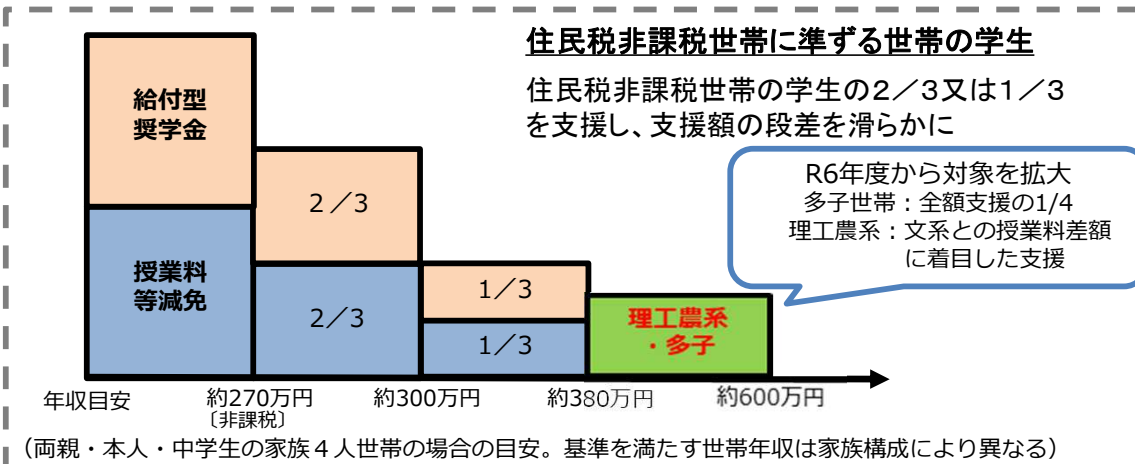 住民税非課税世帯に準ずる世帯の学生
住民税非課税世帯の学生の2/3又は1/3
を支援し、支援額の段差を滑らかに
給付型
奨学金
授業料
等減免
2/3
2/3
1/3
1/3
理工農系
・多子
R6年度から対象を拡大
多子世帯:全額支援の1/4
理工農系:文系との授業料差額
に着目した支援
年収目安
約270万円
〔非課税〕
約300万円
約380万円
約600万円
(両親・本人・中学生の家族4人世帯の場合の目安。基準を満たす世帯年収は家族構成により異なる)